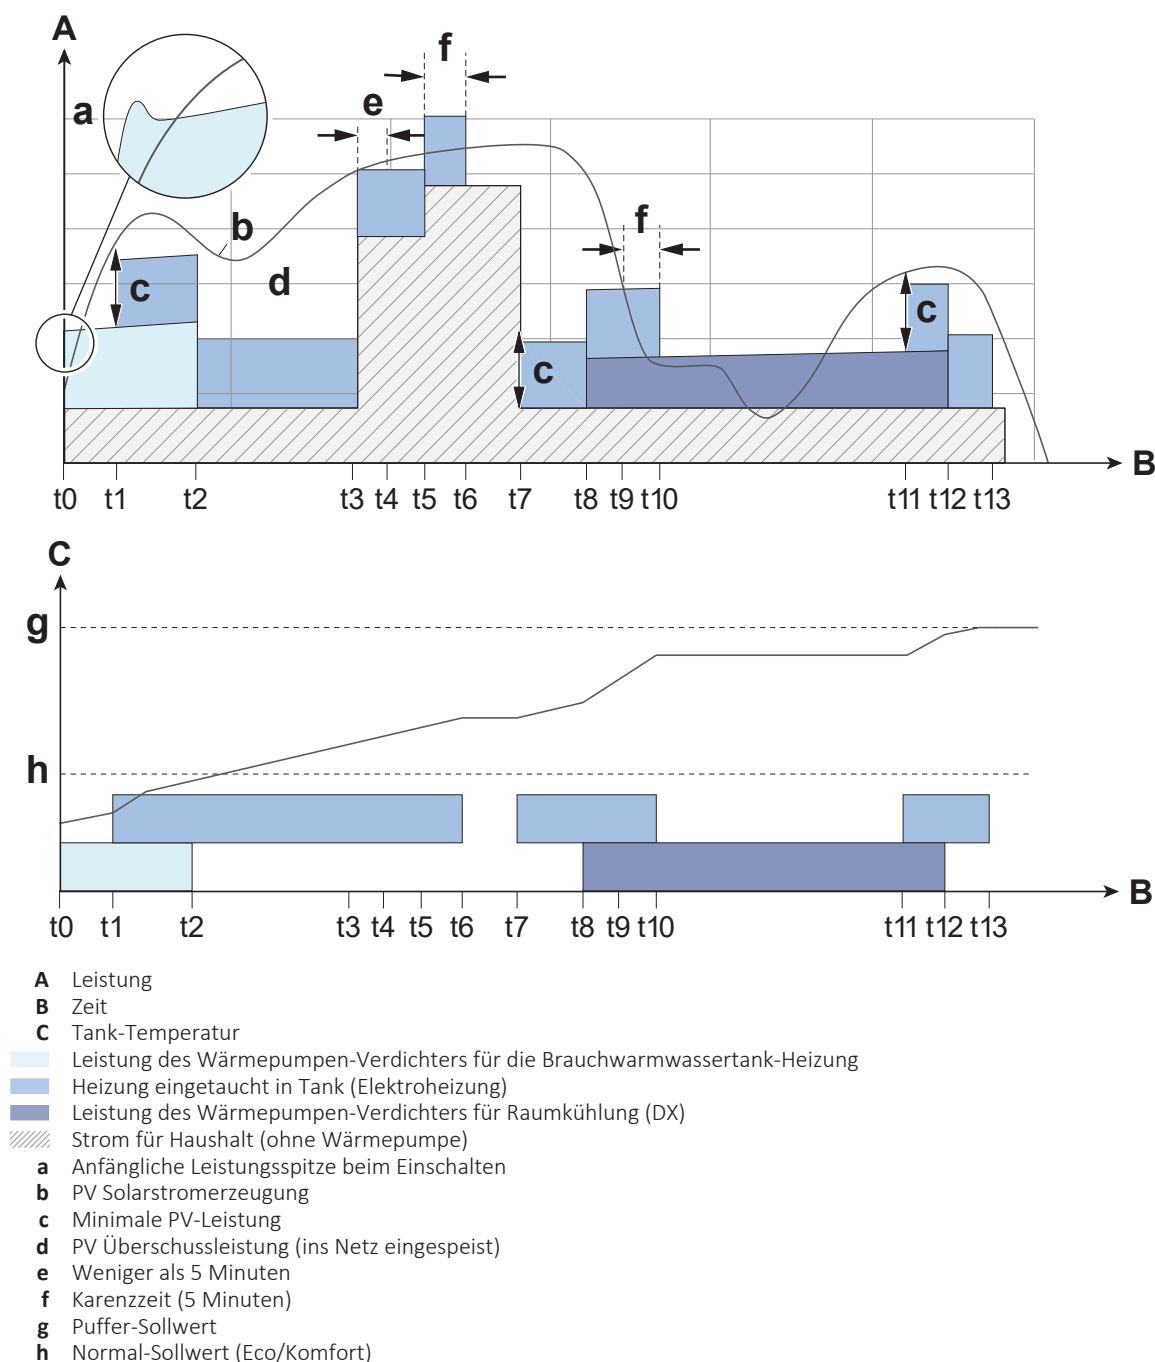 A
f
a
e
b
f
c
d
c
c
B
t0 t1 t2 t3 t4 t5 t6 t7 t8 t9 t10 t11 t12 t13
C
g
h
B
t0 t1 t2 t3 t4 t5 t6 t7 t8 t9 t10 t11 t12 t13
A Leistung
B Zeit
C Tank-Temperatur
Leistung des Wärmepumpen-Verdichters für die Brauchwarmwassertank-Heizung
Heizung eingetaucht in Tank (Elektroheizung)
Leistung des Wärmepumpen-Verdichters für Raumkühlung (DX)
Strom für Haushalt (ohne Wärmepumpe)
a Anfängliche Leistungsspitze beim Einschalten
b PV Solarstromerzeugung
c Minimale PV-Leistung
d PV Überschussleistung (ins Netz eingespeist)
e Weniger als 5 Minuten
f Karenzzeit (5 Minuten)
g Puffer-Sollwert
h Normal-Sollwert (Eco/Komfort)